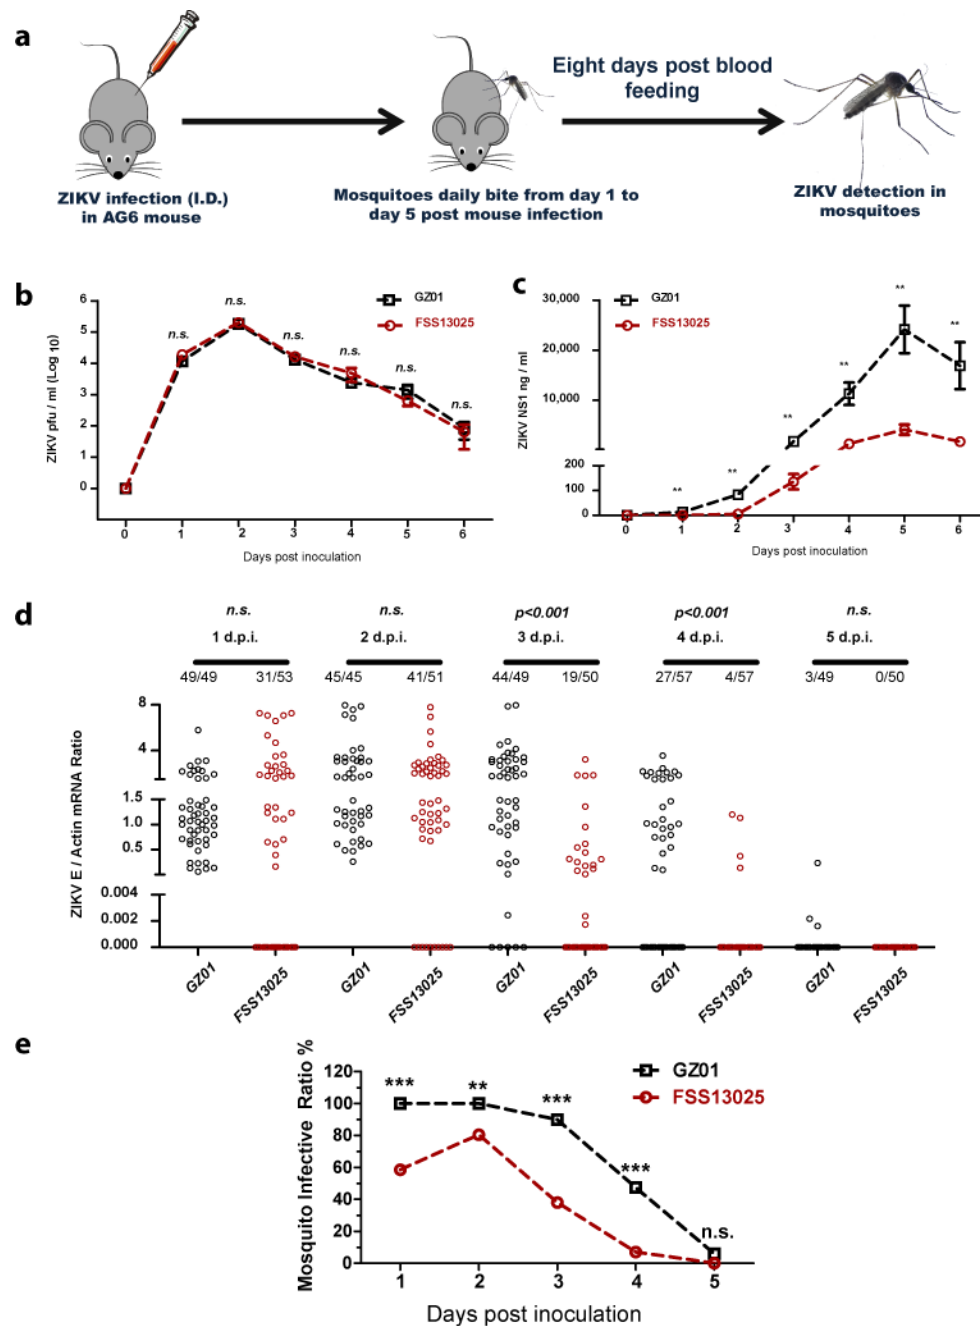 a
Eight days post blood
feeding
ZIKV infection (I.D.)
in AG6 mouse
Mosquitoes daily bite from day 1 to
day 5 post mouse infection
ZIKV detection in
mosquitoes
b
GZ01
FSS13025
ZIKV pfu / ml (Log 10)
6
5
4
3
2
1
0
n.s.
n.s.
n.s.
n.s.
n.s.
n.s.
0 1 2 3 4 5 6
Days post inoculation
c
GZ01
FSS13025
ZIKV NS1 ng / ml
30,000
20,000
10,000
200
100
0
**
**
**
**
**
**
0 1 2 3 4 5 6
Days post inoculation
d
n.s. n.s. p<0.001 p<0.001 n.s.
1 d.p.i. 2 d.p.i. 3 d.p.i. 4 d.p.i. 5 d.p.i.
49/49 31/53 45/45 41/51 44/49 19/50 27/57 4/57 3/49 0/50
ZIKV E / Actin mRNA Ratio
8
4
1.5
1.0
0.5
0.004
0.002
0.000
GZ01 FSS13025 GZ01 FSS13025 GZ01 FSS13025 GZ01 FSS13025 GZ01 FSS13025
e
GZ01
FSS13025
Mosquito Infective Ratio %
120
100
80
60
40
20
0
***
**
***
***
n.s.
1 2 3 4 5
Days post inoculation